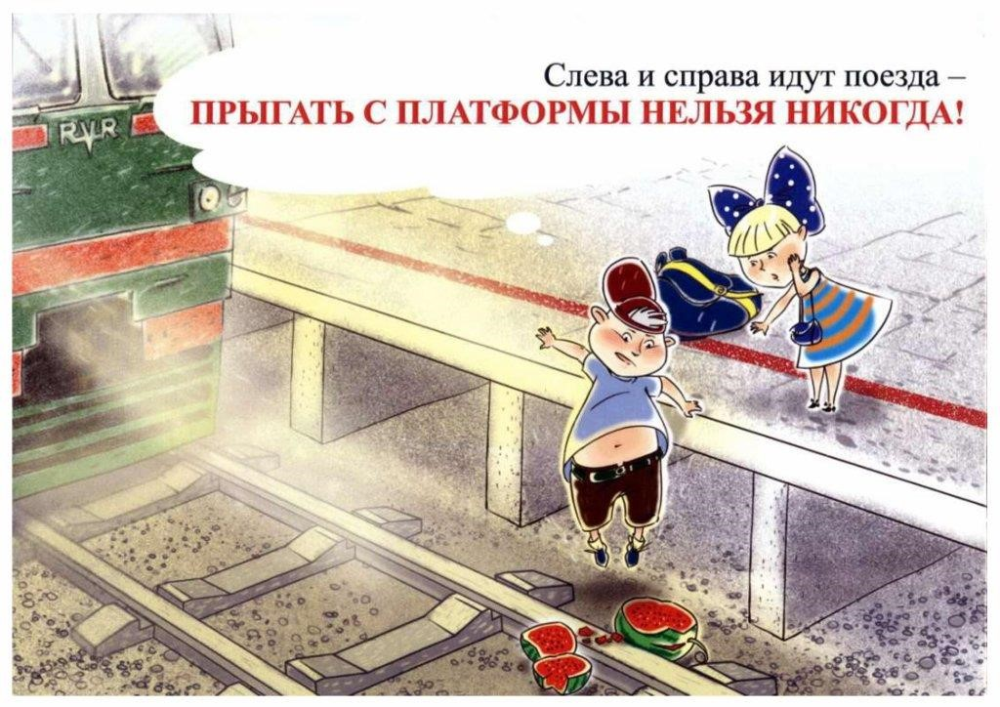 Слева и справа идут поезда –
ПРЫГАТЬ С ПЛАТФОРМЫ НЕЛЬЗЯ НИКОГДА!
RVR